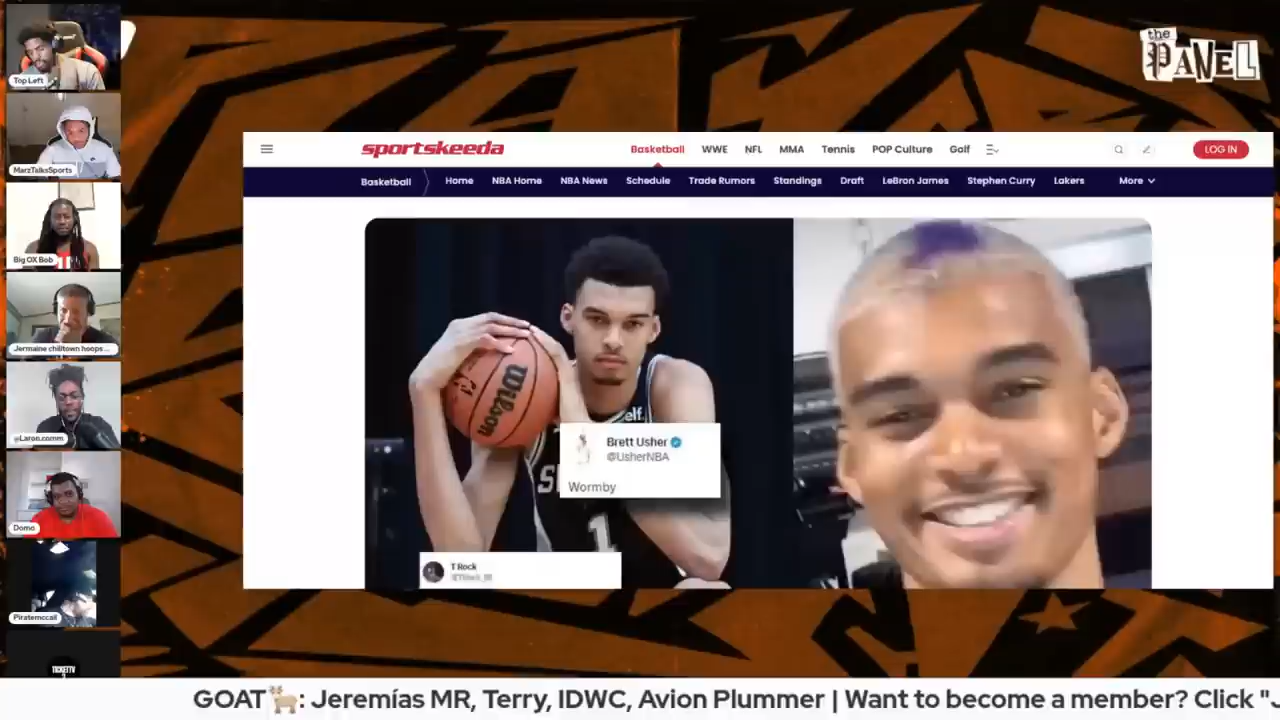 the
PANEL
Top Left
MarzTalksSports
Big OX Bob
Jermaine chilltown hoops ...
@Laron.comm
Domo
Piratemccall
TICKETTV
sportskeeda
Basketball WWE NFL MMA Tennis POP Culture Golf
LOG IN
Basketball Home NBA Home NBA News Schedule Trade Rumors Standings Draft LeBron James Stephen Curry Lakers More
Wilson
self.
S
1
Brett Usher
@UsherNBA
Wormby
T Rock
GOAT🐐: Jeremías MR, Terry, IDWC, Avion Plummer | Want to become a member? Click "J